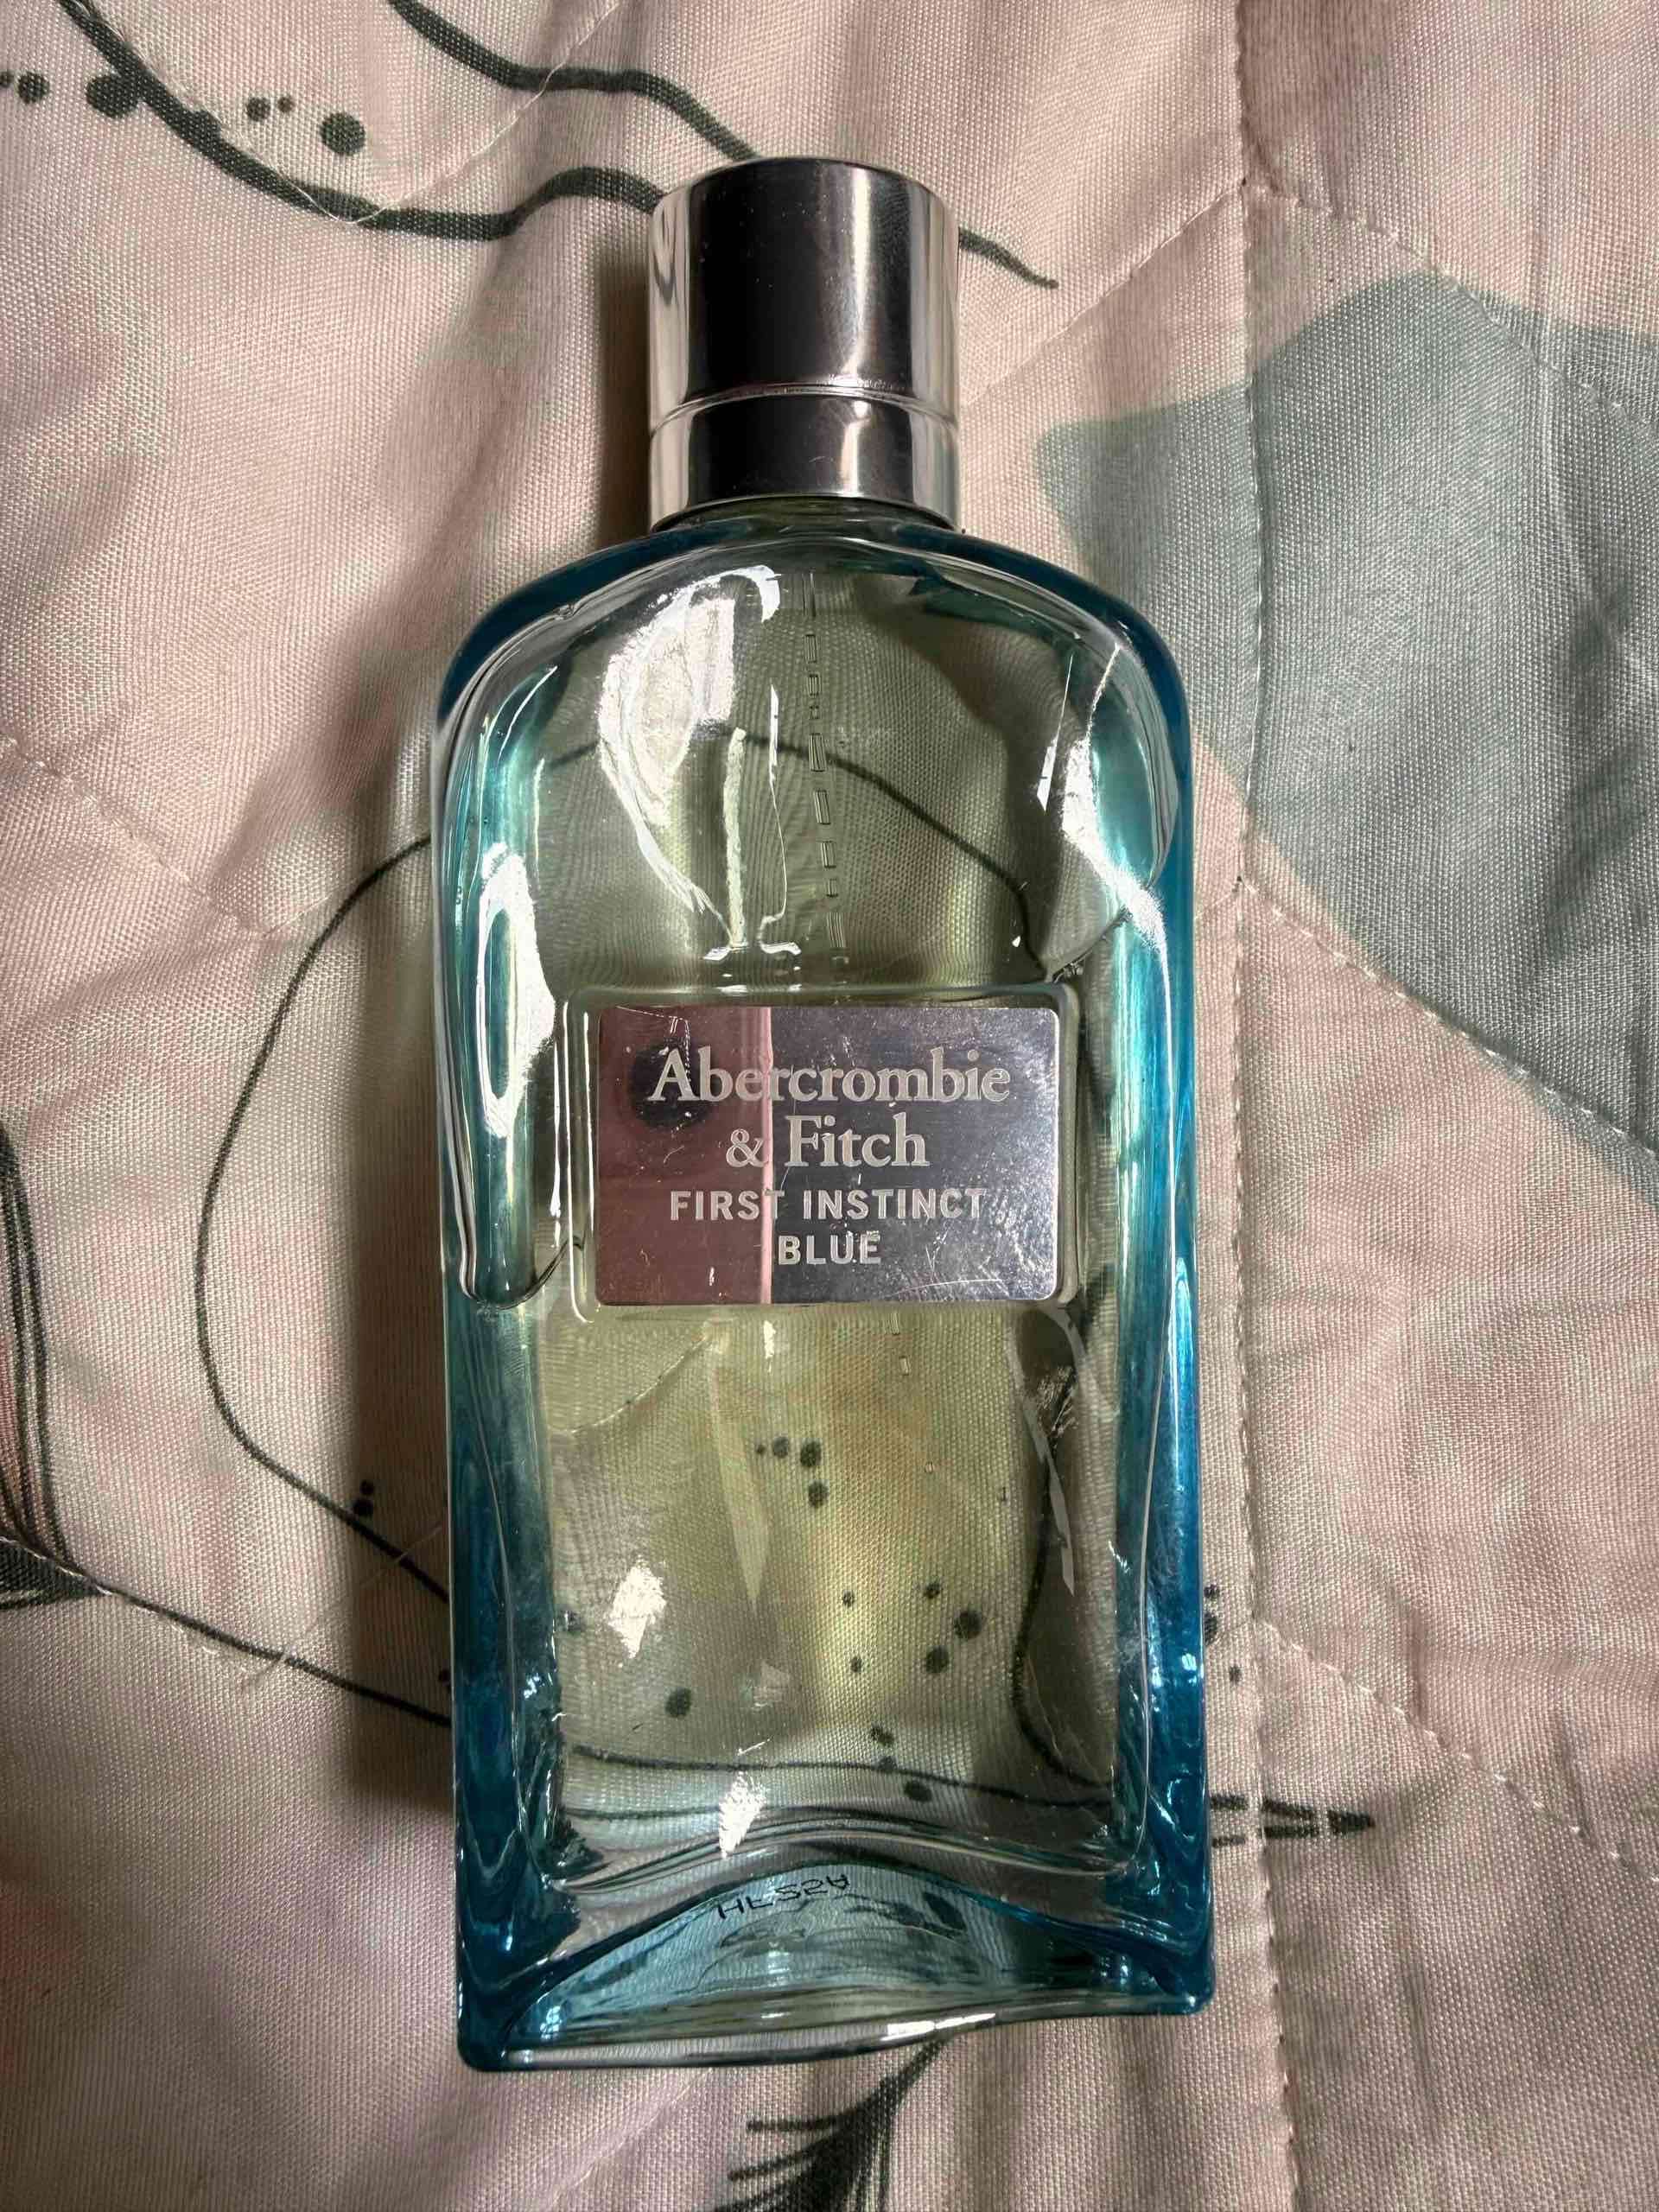 Abercrombie
& Fitch
FIRST INSTINCT
BLUE